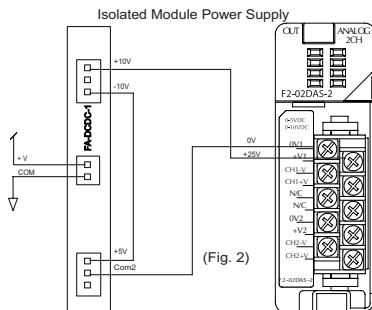 Isolated Module Power Supply
OUT
ANALOG
2CH
F2-02DAS-2
+10V
-10V
FA-DCDC-1
+ V
COM
+5V
Com2
0V
+25V
(Fig. 2)
0-5VDC
0-10VDC
0V1
+V1
CH1-V
CH1+V
N/C
N/C
0V2
+V2
CH2-V
CH2+V
F2-02DAS-2